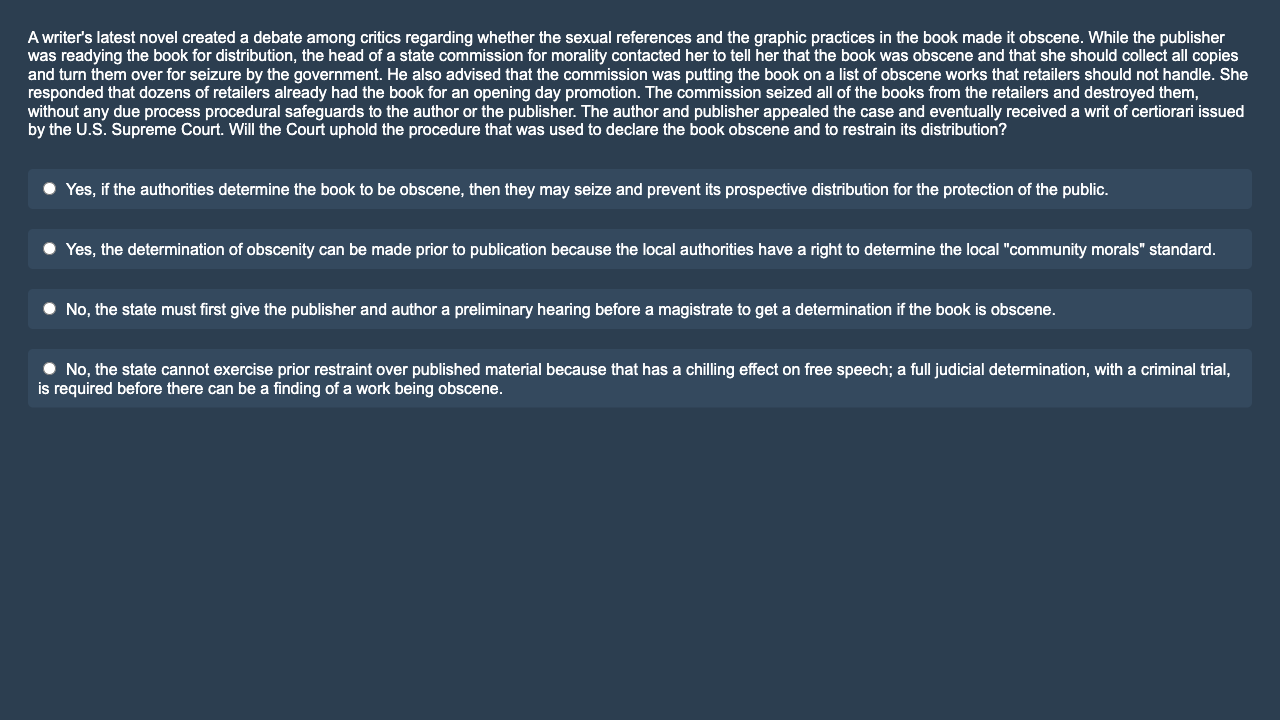 A writer's latest novel created a debate among critics regarding whether the sexual references and the graphic practices in the book made it obscene. While the publisher
was readying the book for distribution, the head of a state commission for morality contacted her to tell her that the book was obscene and that she should collect all copies
and turn them over for seizure by the government. He also advised that the commission was putting the book on a list of obscene works that retailers should not handle. She
responded that dozens of retailers already had the book for an opening day promotion. The commission seized all of the books from the retailers and destroyed them,
without any due process procedural safeguards to the author or the publisher. The author and publisher appealed the case and eventually received a writ of certiorari issued
by the U.S. Supreme Court. Will the Court uphold the procedure that was used to declare the book obscene and to restrain its distribution?
Yes, if the authorities determine the book to be obscene, then they may seize and prevent its prospective distribution for the protection of the public.
Yes, the determination of obscenity can be made prior to publication because the local authorities have a right to determine the local "community morals" standard.
No, the state must first give the publisher and author a preliminary hearing before a magistrate to get a determination if the book is obscene.
No, the state cannot exercise prior restraint over published material because that has a chilling effect on free speech; a full judicial determination, with a criminal trial,
is required before there can be a finding of a work being obscene.